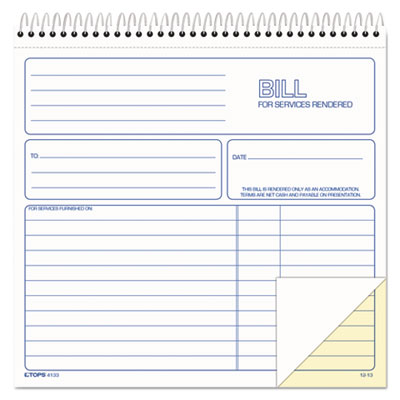 BILL
FOR SERVICES RENDERED
TO
DATE
THIS BILL IS RENDERED ONLY AS AN ACCOMMODATION.
TERMS ARE NET CASH AND PAYABLE ON PRESENTATION.
FOR SERVICES FURNISHED ON:
TOPS 4133
12-13